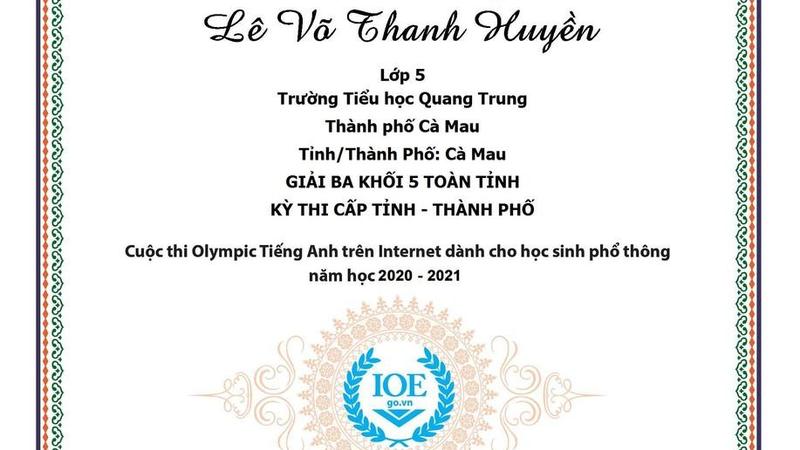 Lê Võ Thanh Huyền
Lớp 5
Trường Tiểu học Quang Trung
Thành phố Cà Mau
Tỉnh/Thành Phố: Cà Mau
GIẢI BA KHỐI 5 TOÀN TỈNH
KỲ THI CẤP TỈNH - THÀNH PHỐ
Cuộc thi Olympic Tiếng Anh trên Internet dành cho học sinh phổ thông
năm học 2020 - 2021
IOE
go.vn